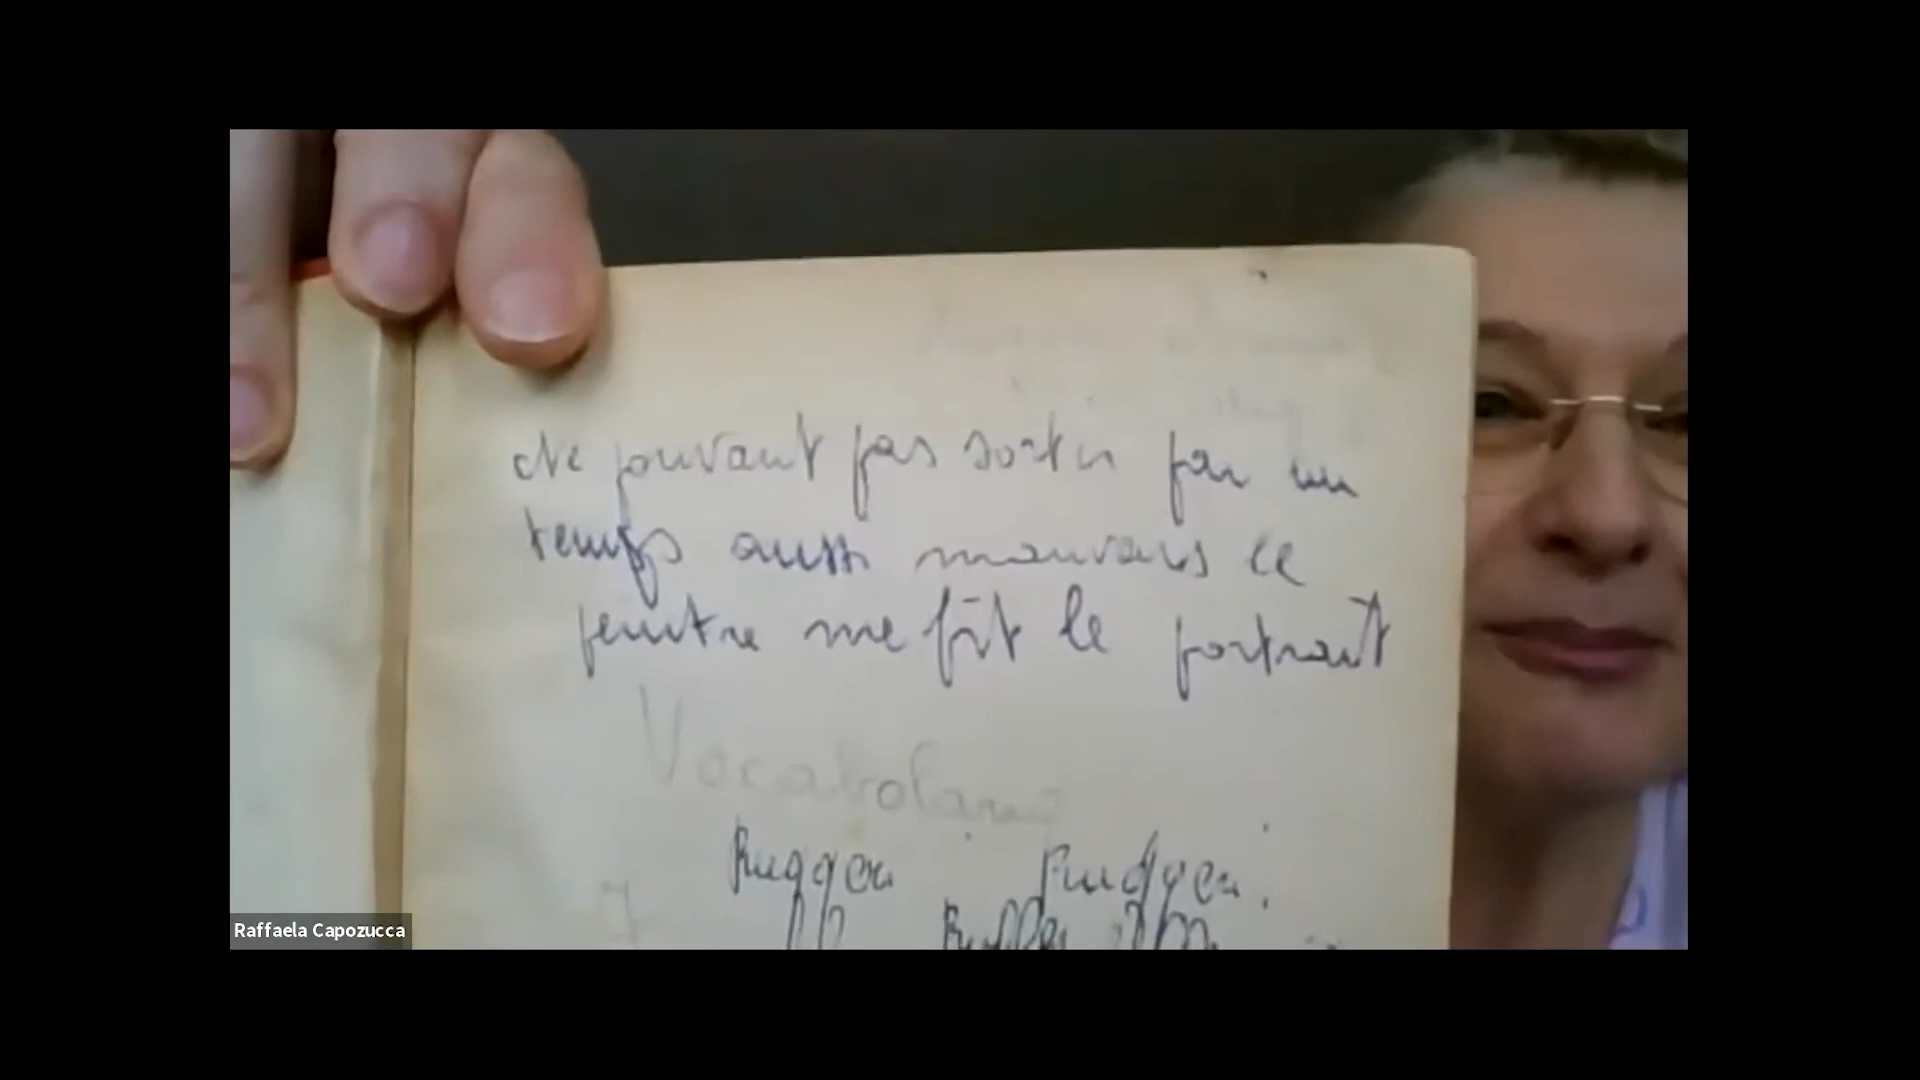 Ne pouvant pas sortir par un
temps aussi mauvais ce
peintre me fit le portrait
Vocabolario
Ruggeri Ruggeri
Raffaela Capozucca